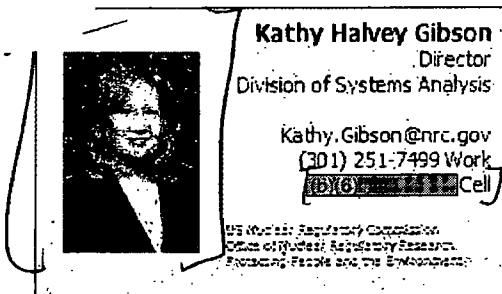 Kathy Halvey Gibson
Director
Division of Systems Analysis
Kathy.Gibson@nrc.gov
(301) 251-7499 Work
(b)(6) Cell
US Nuclear Regulatory Commission
Office of Nuclear Regulatory Research
Protecting People and the Environment